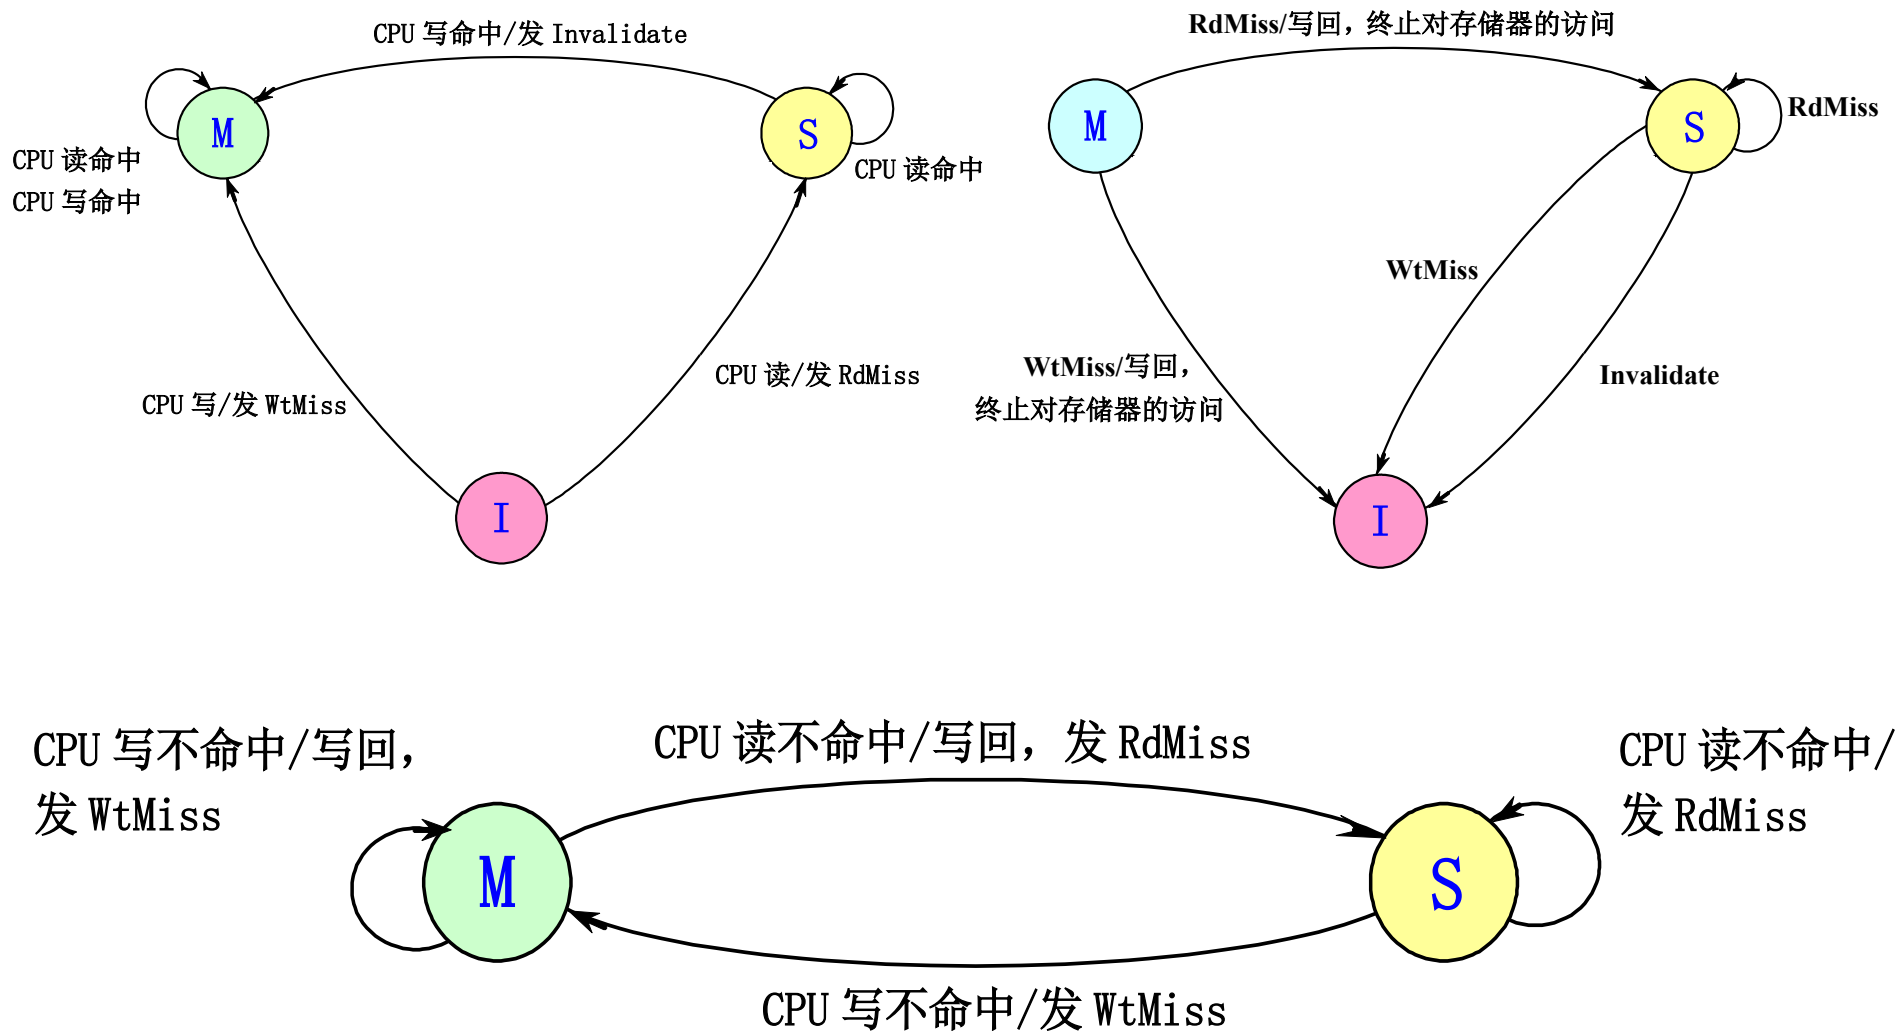 CPU 写命中/发 Invalidate
M
S
CPU 读命中
CPU 写命中
CPU 读命中
CPU 写/发 WtMiss
CPU 读/发 RdMiss
I
RdMiss/写回，终止对存储器的访问
M
S
RdMiss
WtMiss
WtMiss/写回，
终止对存储器的访问
Invalidate
I
CPU 写不命中/写回，
发 WtMiss
CPU 读不命中/写回，发 RdMiss
CPU 读不命中/
发 RdMiss
M
S
CPU 写不命中/发 WtMiss